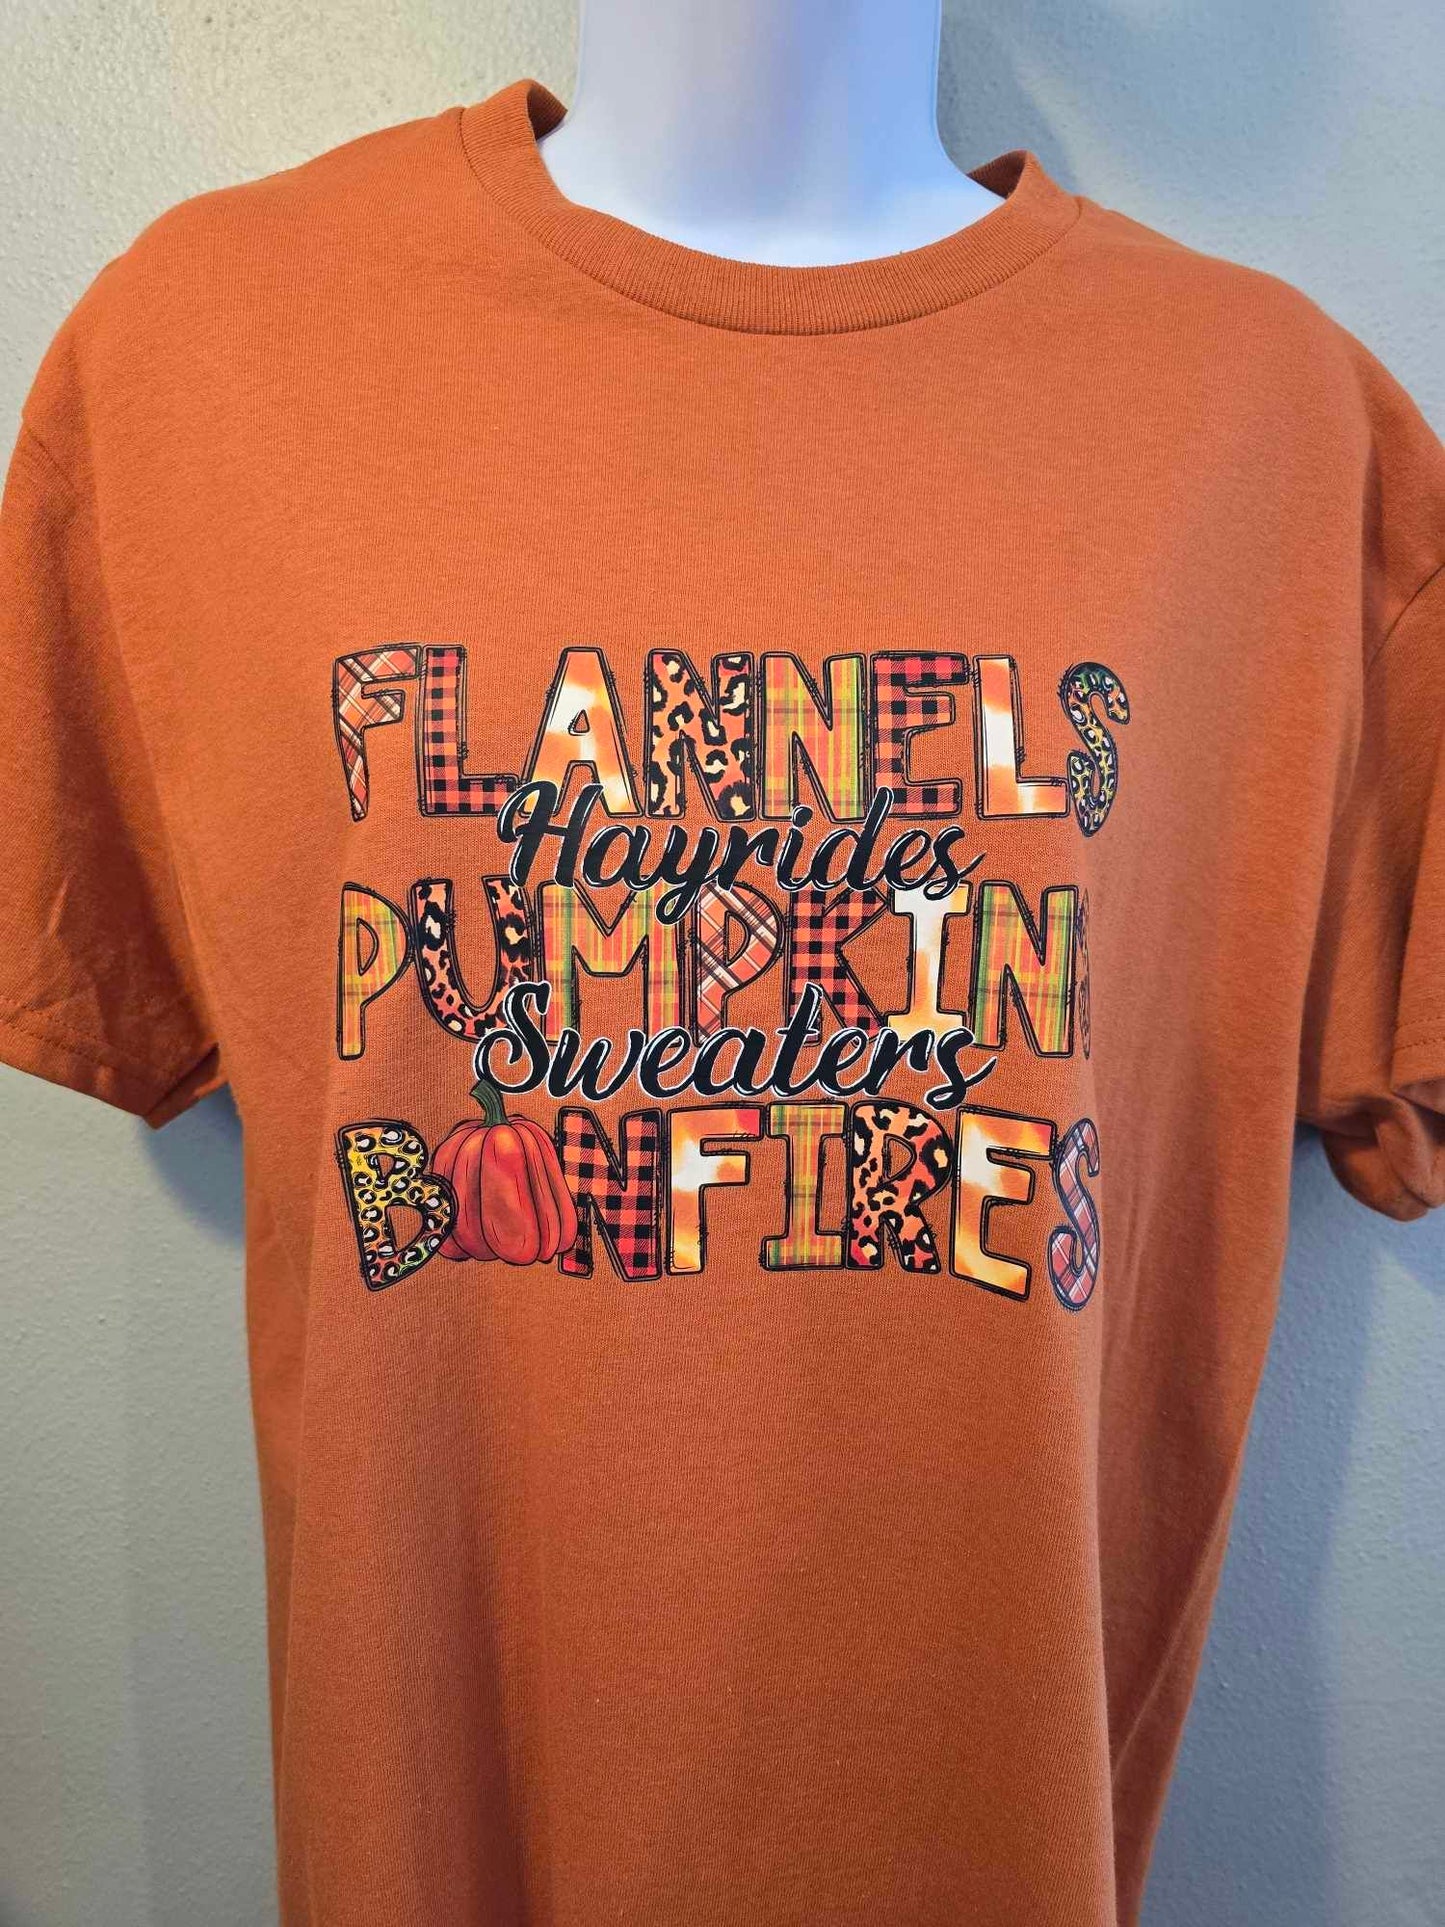 FLANNELS
Hayrides
PUMPKINS
Sweaters
BONFIRES